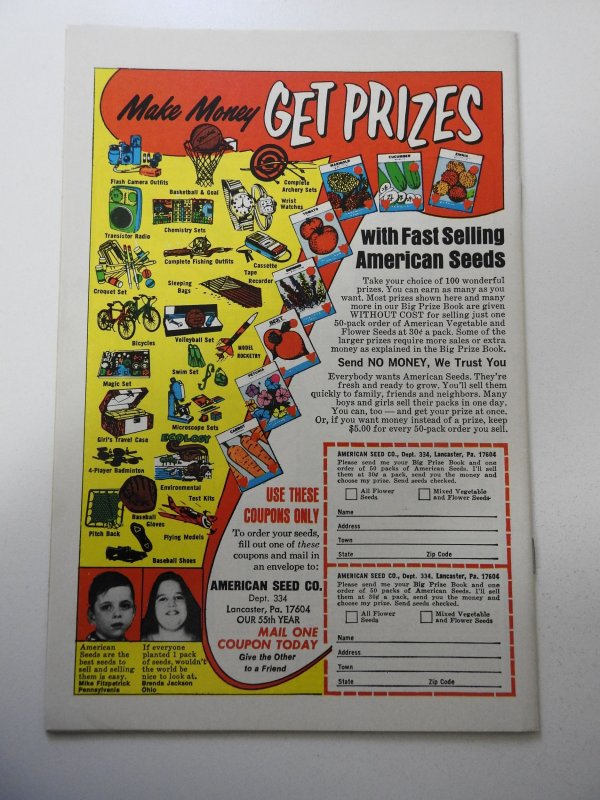 Make Money GET PRIZES
Flash Camera Outfits
Basketball & Goal
Complete
Archery Sets
Wrist
Watches
Transistor Radio
Chemistry Sets
Complete Fishing Outfits
Cassette
Tape
Recorder
Croquet Set
Sleeping
Bags
Bicycles
Volleyball Set
MODEL
ROCKETRY
Swim Set
Magic Set
Girl's Travel Case
Microscope Sets
ECOLOGY
4-Player Badminton
Environmental
Test Kits
Baseball
Gloves
Flying Models
Pitch Back
Baseball Shoes
CUCUMBER
ZINNIA
TOMATO
BEET
CARROT
with Fast Selling
American Seeds
Take your choice of 100 wonderful
prizes. You can earn as many as you
want. Most prizes shown here and many
more in our Big Prize Book are given
WITHOUT COST for selling just one
50-pack order of American Vegetable and
Flower Seeds at 30¢ a pack. Some of the
larger prizes require more sales or extra
money as explained in the Big Prize Book.
Send NO MONEY, We Trust You
Everybody wants American Seeds. They're
fresh and ready to grow. You'll sell them
quickly to family, friends and neighbors. Many
boys and girls sell their packs in one day.
You can, too — and get your prize at once.
Or, if you want money instead of a prize, keep
$5.00 for every 50-pack order you sell.
USE THESE
COUPONS ONLY
To order your seeds,
fill out one of these
coupons and mail in
an envelope to:
AMERICAN SEED CO.
Dept. 334
Lancaster, Pa. 17604
OUR 55th YEAR
MAIL ONE
COUPON TODAY
Give the Other
to a Friend
American
Seeds are the
best seeds to
sell and selling
them is easy.
Mike Fitzpatrick
Pennsylvania
If everyone
planted 1 pack
of seeds, wouldn't
the world be
nice to look at.
Brenda Jackson
Ohio
AMERICAN SEED CO., Dept. 334, Lancaster, Pa. 17604
Please send me your Big Prize Book and one
order of 50 packs of American Seeds. I'll sell
them at 30¢ a pack, send you the money and
choose my prize. Send seeds checked.
All Flower
Seeds
Mixed Vegetable
and Flower Seeds
Name
Address
Town
State Zip Code
AMERICAN SEED CO., Dept. 334, Lancaster, Pa. 17604
Please send me your Big Prize Book and one
order of 50 packs of American Seeds. I'll sell
them at 30¢ a pack, send you the money and
choose my prize. Send seeds checked.
All Flower
Seeds
Mixed Vegetable
and Flower Seeds
Name
Address
Town
State Zip Code